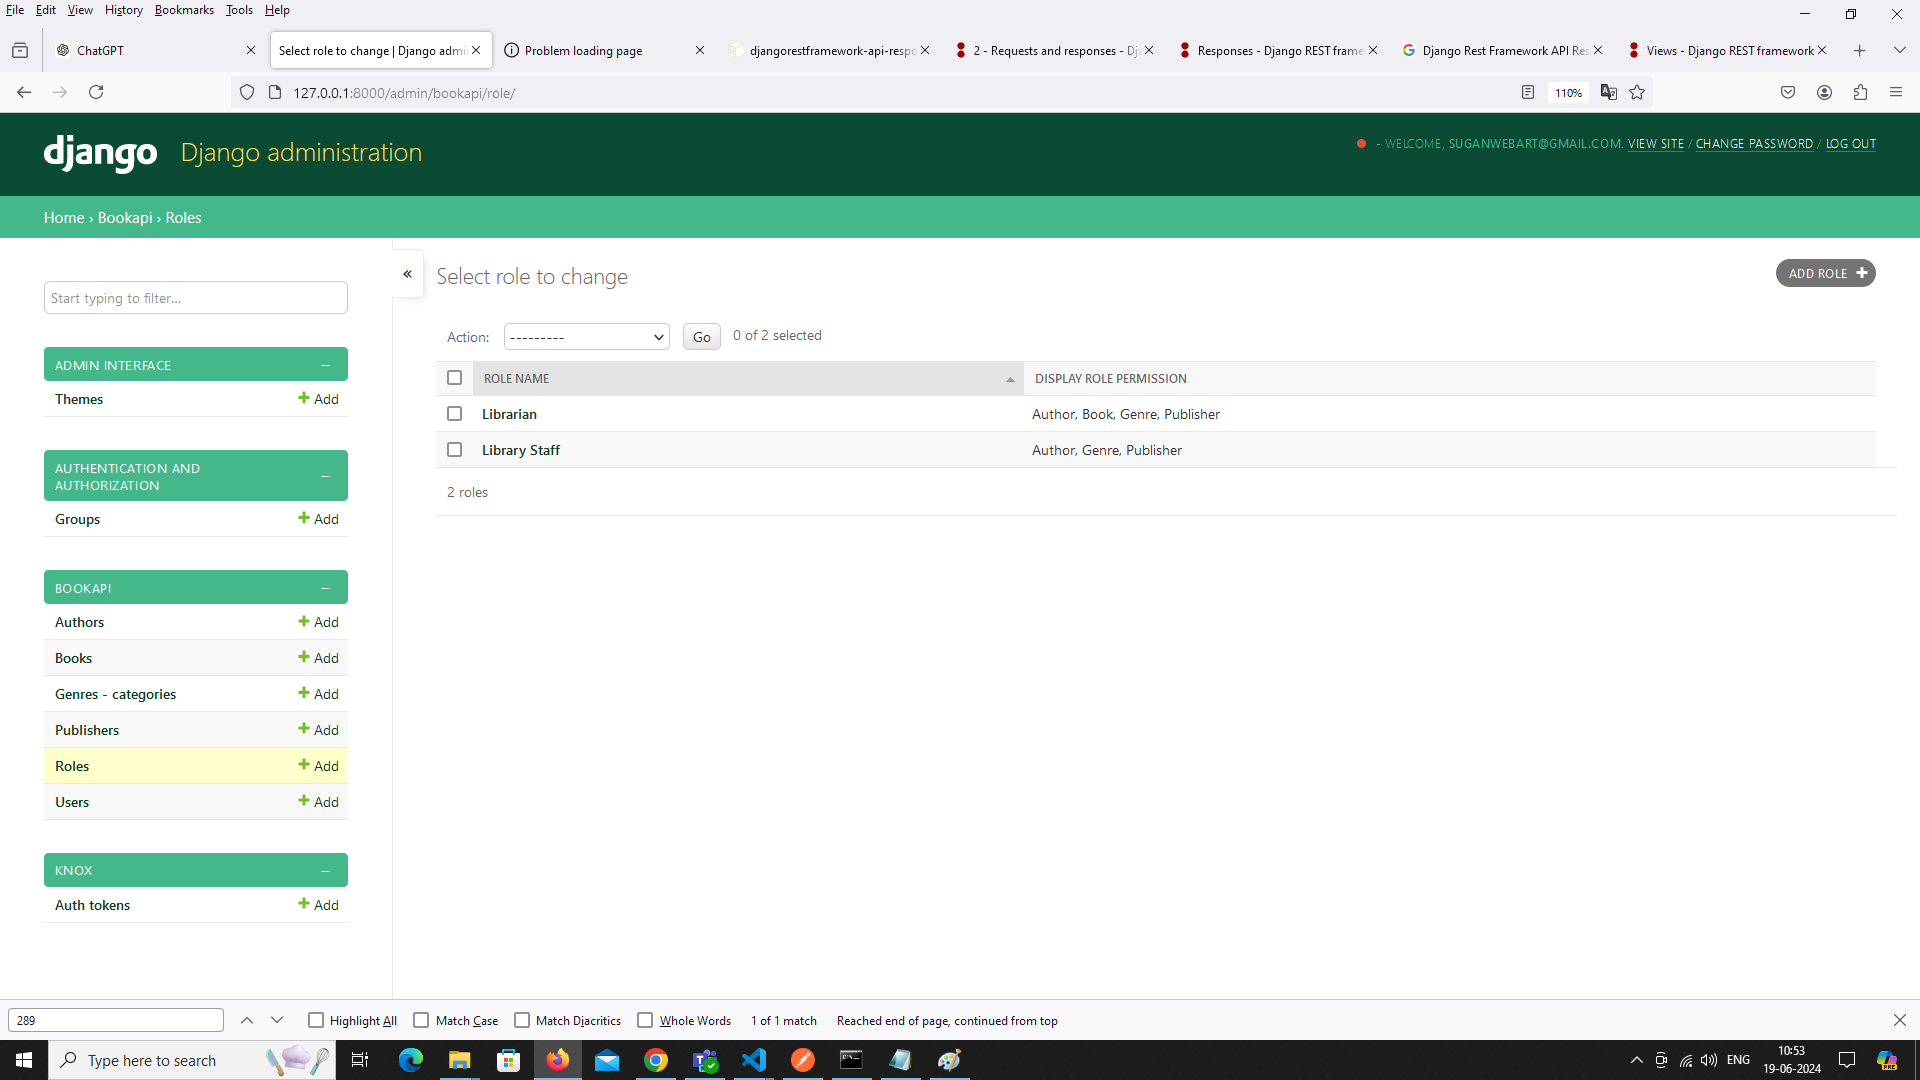 File Edit View History Bookmarks Tools Help
ChatGPT
Select role to change | Django admi
Problem loading page
djangorestframework-api-respo
2 - Requests and responses - Dj
Responses - Django REST frame
Django Rest Framework API Res
Views - Django REST framework
127.0.0.1:8000/admin/bookapi/role/
110%
django Django administration
- WELCOME, SUGANWEBART@GMAIL.COM. VIEW SITE / CHANGE PASSWORD / LOG OUT
Home › Bookapi › Roles
Start typing to filter...
ADMIN INTERFACE –
Themes + Add
AUTHENTICATION AND
AUTHORIZATION –
Groups + Add
BOOKAPI –
Authors + Add
Books + Add
Genres - categories + Add
Publishers + Add
Roles + Add
Users + Add
KNOX –
Auth tokens + Add
«
Select role to change
ADD ROLE +
Action: --------- Go 0 of 2 selected
ROLE NAME DISPLAY ROLE PERMISSION
Librarian Author, Book, Genre, Publisher
Library Staff Author, Genre, Publisher
2 roles
289 Highlight All Match Case Match Diacritics Whole Words 1 of 1 match Reached end of page, continued from top
Type here to search
ENG
10:53
19-06-2024
PRE